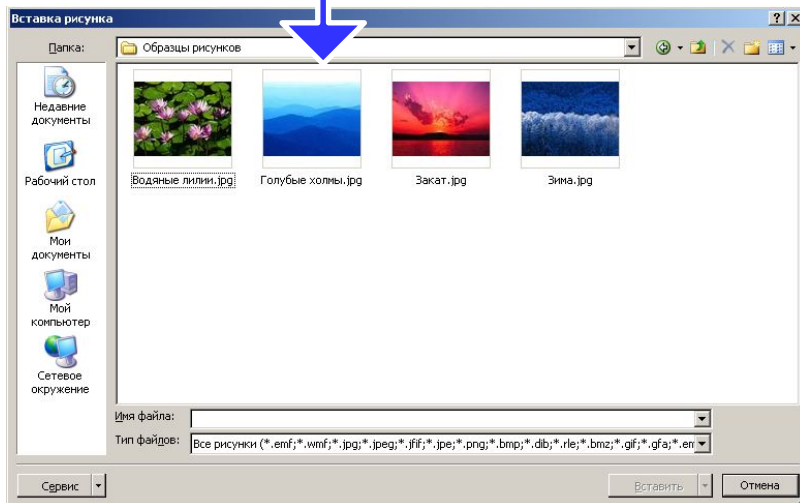 Вставка рисунка
Папка:
Образцы рисунков
Недавние
документы
Рабочий стол
Мои
документы
Мой
компьютер
Сетевое
окружение
Водяные лилии.jpg
Голубые холмы.jpg
Закат.jpg
Зима.jpg
Имя файла:
Тип файлов:
Все рисунки (*.emf;*.wmf;*.jpg;*.jpeg;*.jfif;*.jpe;*.png;*.bmp;*.dib;*.rle;*.bmz;*.gif;*.gfa;*.em
Сервис
Вставить
Отмена